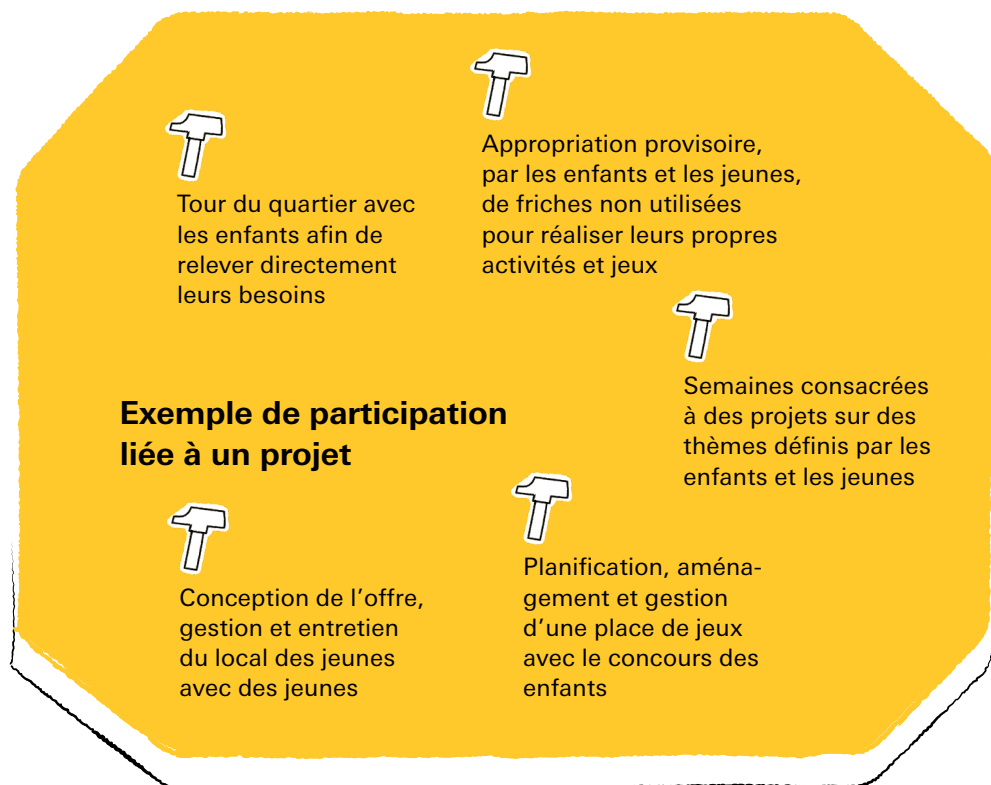 Tour du quartier avec
les enfants afin de
relever directement
leurs besoins
Appropriation provisoire,
par les enfants et les jeunes,
de friches non utilisées
pour réaliser leurs propres
activités et jeux
Semaines consacrées
à des projets sur des
thèmes définis par les
enfants et les jeunes
Exemple de participation
liée à un projet
Conception de l’offre,
gestion et entretien
du local des jeunes
avec des jeunes
Planification, aména-
gement et gestion
d’une place de jeux
avec le concours des
enfants